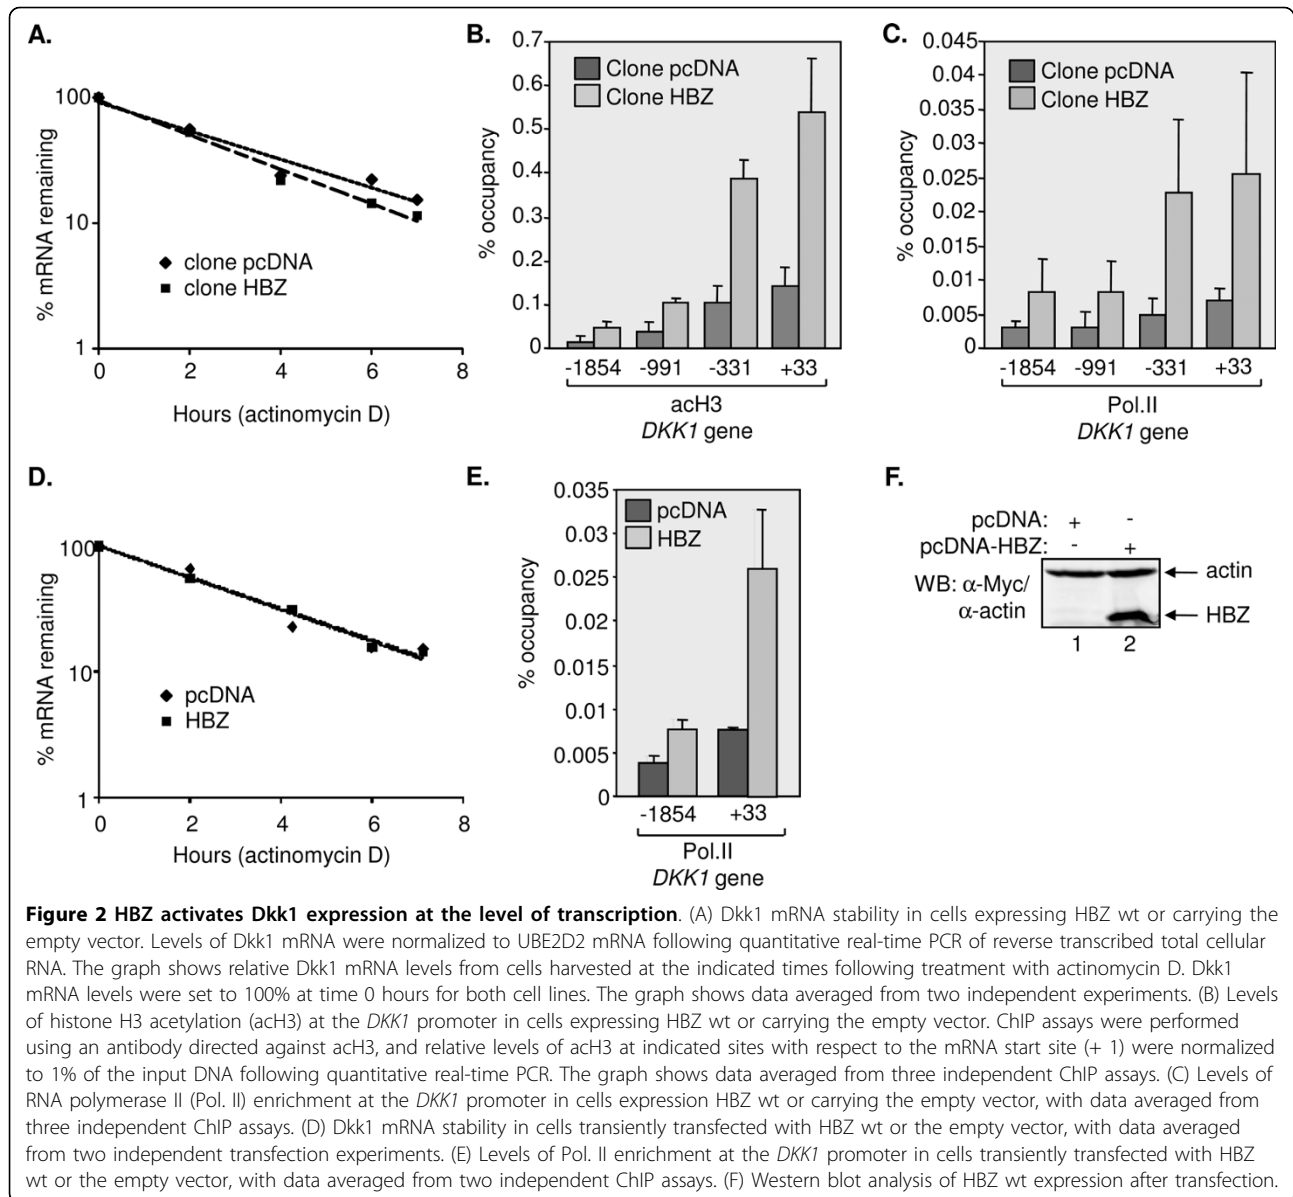 A.
% mRNA remaining
100
10
1
0 2 4 6 8
clone pcDNA
clone HBZ
Hours (actinomycin D)
B.
% occupancy
0.7
0.6
0.5
0.4
0.3
0.2
0.1
0
Clone pcDNA
Clone HBZ
-1854 -991 -331 +33
acH3
DKK1 gene
C.
% occupancy
0.045
0.04
0.035
0.03
0.025
0.02
0.015
0.01
0.005
0
Clone pcDNA
Clone HBZ
-1854 -991 -331 +33
Pol.II
DKK1 gene
D.
% mRNA remaining
100
10
1
0 2 4 6 8
pcDNA
HBZ
Hours (actinomycin D)
E.
% occupancy
0.035
0.03
0.025
0.02
0.015
0.01
0.005
0
pcDNA
HBZ
-1854 +33
Pol.II
DKK1 gene
F.
pcDNA: + -
pcDNA-HBZ: - +
WB: α-Myc/
α-actin
actin
HBZ
1 2
Figure 2 HBZ activates Dkk1 expression at the level of transcription. (A) Dkk1 mRNA stability in cells expressing HBZ wt or carrying the
empty vector. Levels of Dkk1 mRNA were normalized to UBE2D2 mRNA following quantitative real-time PCR of reverse transcribed total cellular
RNA. The graph shows relative Dkk1 mRNA levels from cells harvested at the indicated times following treatment with actinomycin D. Dkk1
mRNA levels were set to 100% at time 0 hours for both cell lines. The graph shows data averaged from two independent experiments. (B) Levels
of histone H3 acetylation (acH3) at the DKK1 promoter in cells expressing HBZ wt or carrying the empty vector. ChIP assays were performed
using an antibody directed against acH3, and relative levels of acH3 at indicated sites with respect to the mRNA start site (+ 1) were normalized
to 1% of the input DNA following quantitative real-time PCR. The graph shows data averaged from three independent ChIP assays. (C) Levels of
RNA polymerase II (Pol. II) enrichment at the DKK1 promoter in cells expression HBZ wt or carrying the empty vector, with data averaged from
three independent ChIP assays. (D) Dkk1 mRNA stability in cells transiently transfected with HBZ wt or the empty vector, with data averaged
from two independent transfection experiments. (E) Levels of Pol. II enrichment at the DKK1 promoter in cells transiently transfected with HBZ
wt or the empty vector, with data averaged from two independent ChIP assays. (F) Western blot analysis of HBZ wt expression after transfection.